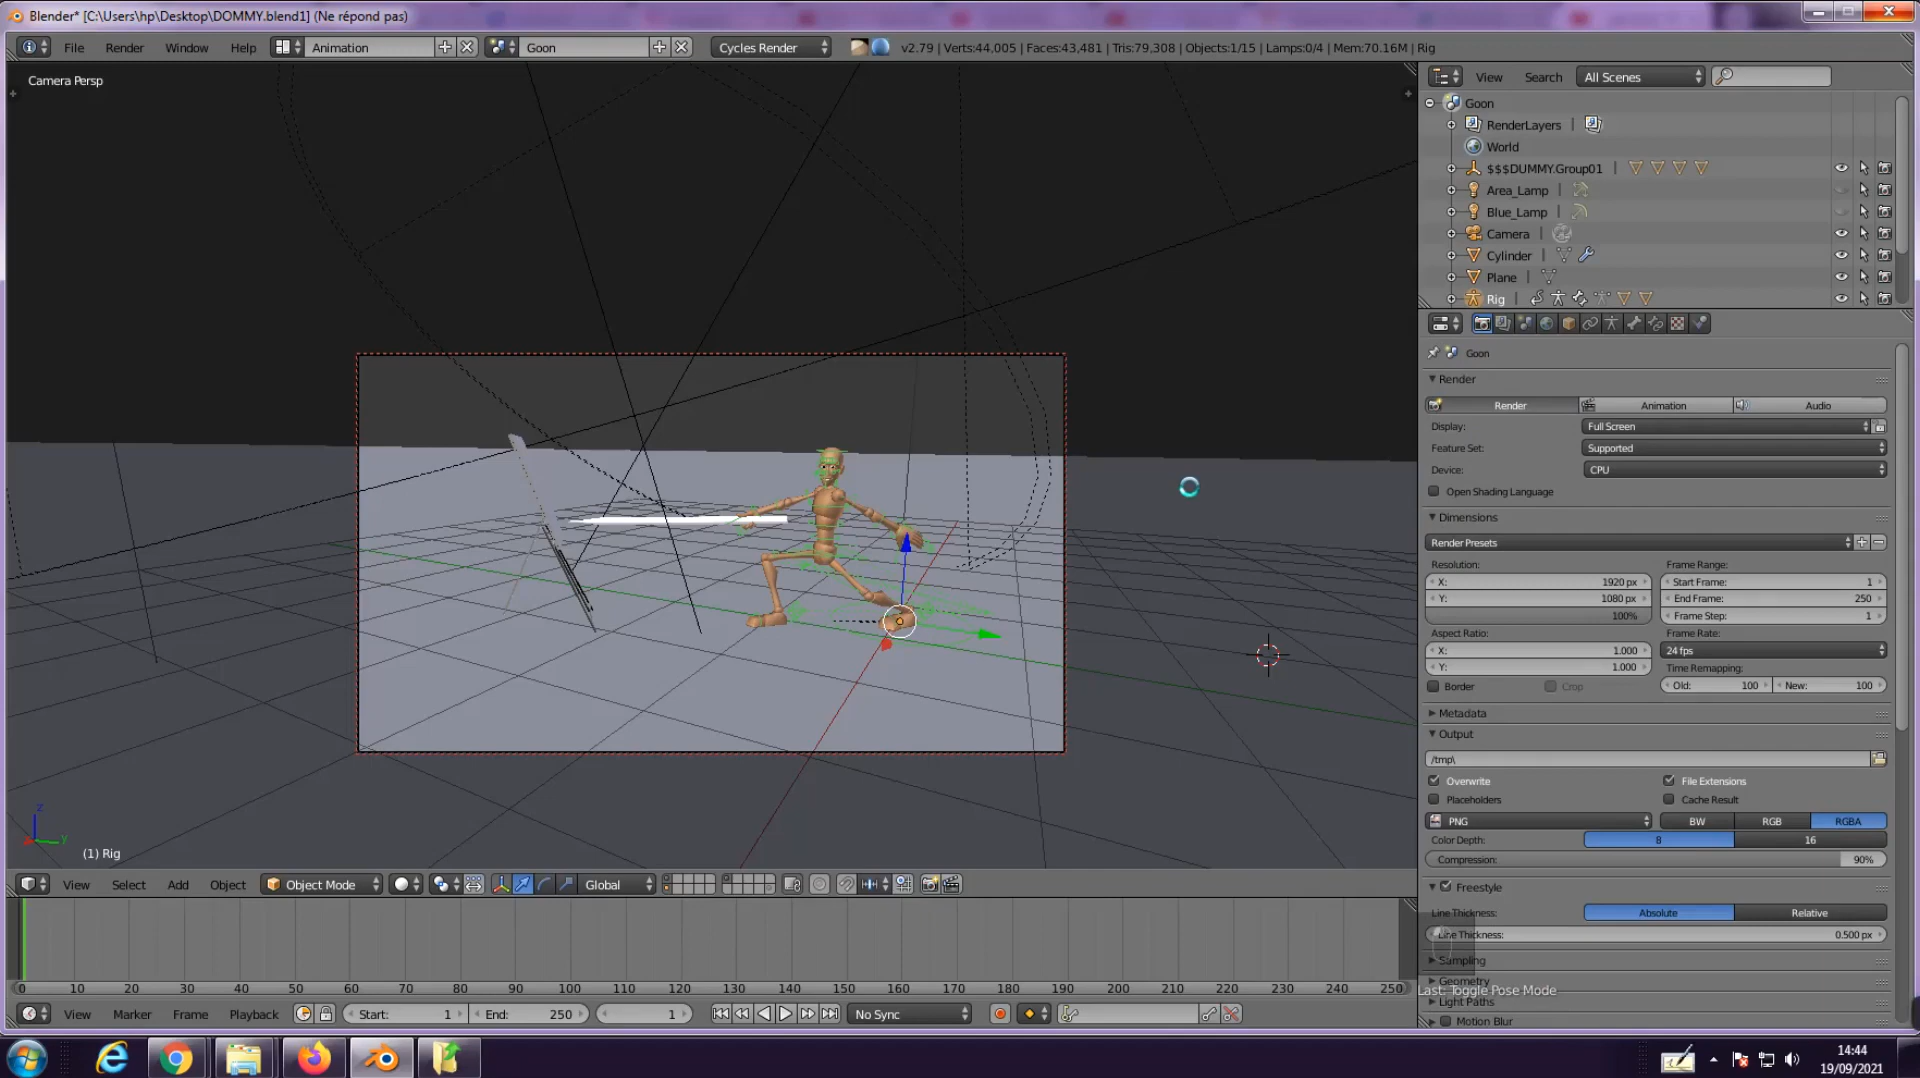 Blender* [C:\Users\hp\Desktop\DOMMY.blend1] (Ne répond pas)
File Render Window Help Animation Goon Cycles Render v2.79 | Verts:44,005 | Faces:43,481 | Tris:79,308 | Objects:1/15 | Lamps:0/4 | Mem:70.16M | Rig
Camera Persp
View Search All Scenes
Goon
RenderLayers
World
$$$DUMMY.Group01
Area_Lamp
Blue_Lamp
Camera
Cylinder
Plane
Rig
Goon
Render
Render Animation Audio
Display: Full Screen
Feature Set: Supported
Device: CPU
Open Shading Language
Dimensions
Render Presets
Resolution: Frame Range:
X: 1920 px Start Frame: 1
Y: 1080 px End Frame: 250
100% Frame Step: 1
Aspect Ratio: Frame Rate:
X: 1.000 24 fps
Y: 1.000 Time Remapping:
Border Crop Old: 100 New: 100
Metadata
Output
/tmp\
Overwrite File Extensions
Placeholders Cache Result
PNG BW RGB RGBA
Color Depth: 8 16
Compression: 90%
Freestyle
Line Thickness: Absolute Relative
Line Thickness: 0.500 px
Sampling
Geometry
Last: Toggle Pose Mode
Light Paths
Motion Blur
z
y
(1) Rig
View Select Add Object Object Mode Global
0 10 20 30 40 50 60 70 80 90 100 110 120 130 140 150 160 170 180 190 200 210 220 230 240 250
View Marker Frame Playback Start: 1 End: 250 1 No Sync
14:44
19/09/2021